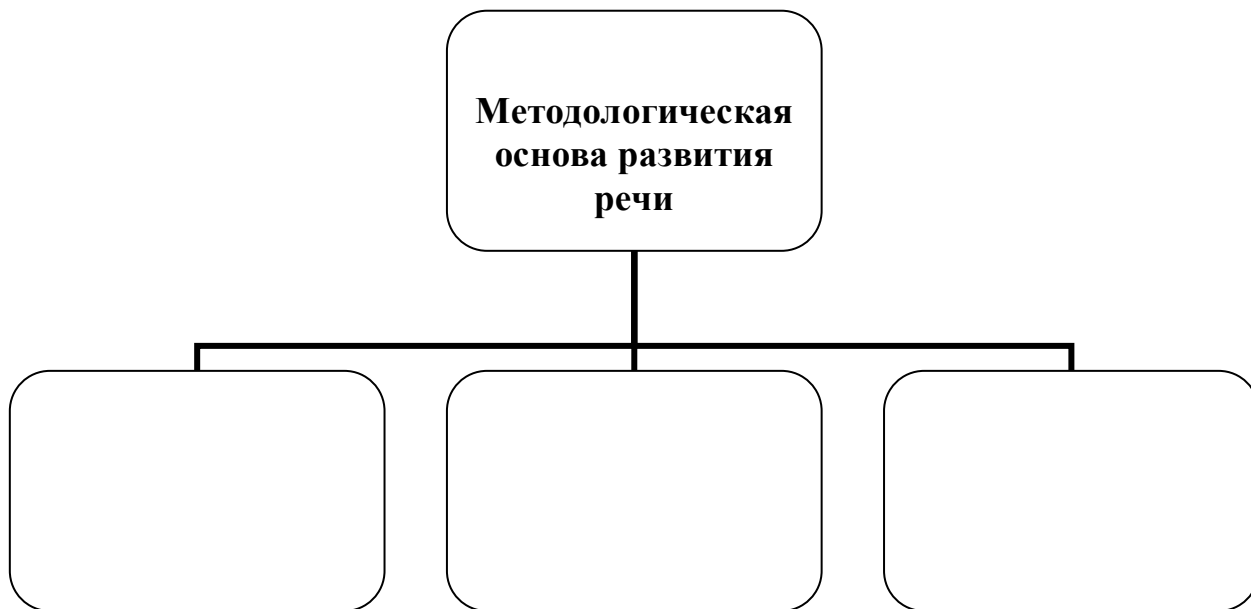 Методологическая
основа развития
речи